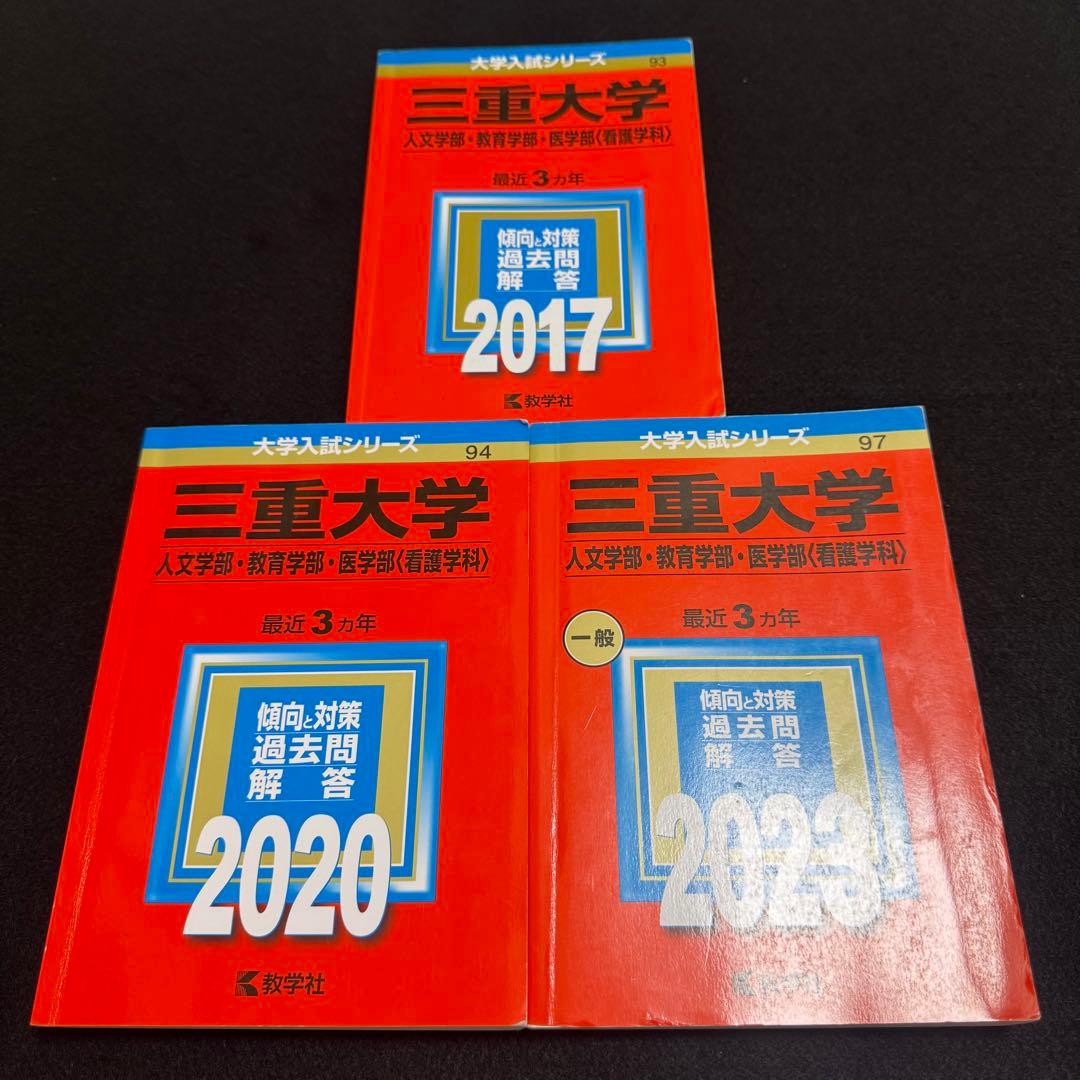 大学入試シリーズ
93
三重大学
人文学部・教育学部・医学部〈看護学科〉
最近3カ年
傾向と対策
過去問
解答
2017
教学社
大学入試シリーズ
94
三重大学
人文学部・教育学部・医学部〈看護学科〉
最近3カ年
傾向と対策
過去問
解答
2020
教学社
大学入試シリーズ
97
三重大学
人文学部・教育学部・医学部〈看護学科〉
一般
最近3カ年
傾向と対策
過去問
解答
2023
教学社